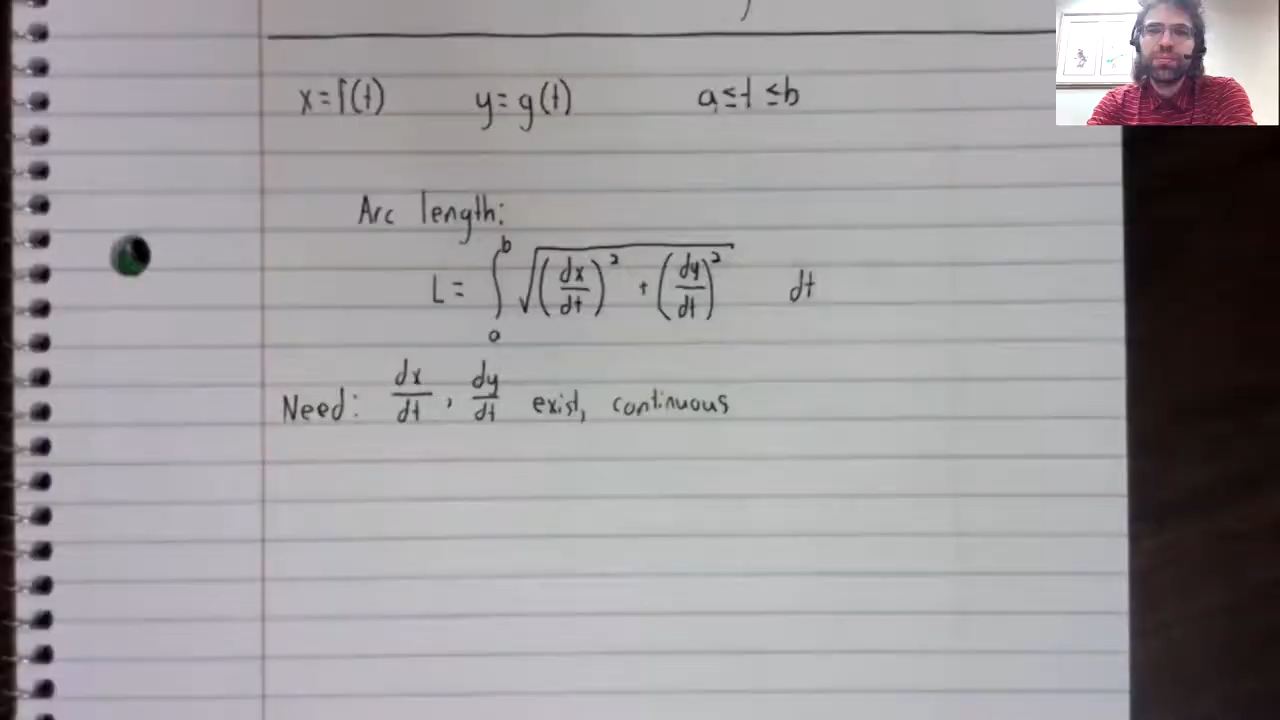 x = f(t) y = g(t) a ≤ t ≤ b
Arc length:
L = ∫_a^b √((dx/dt)^2 + (dy/dt)^2) dt
Need: dx/dt, dy/dt exist, continuous